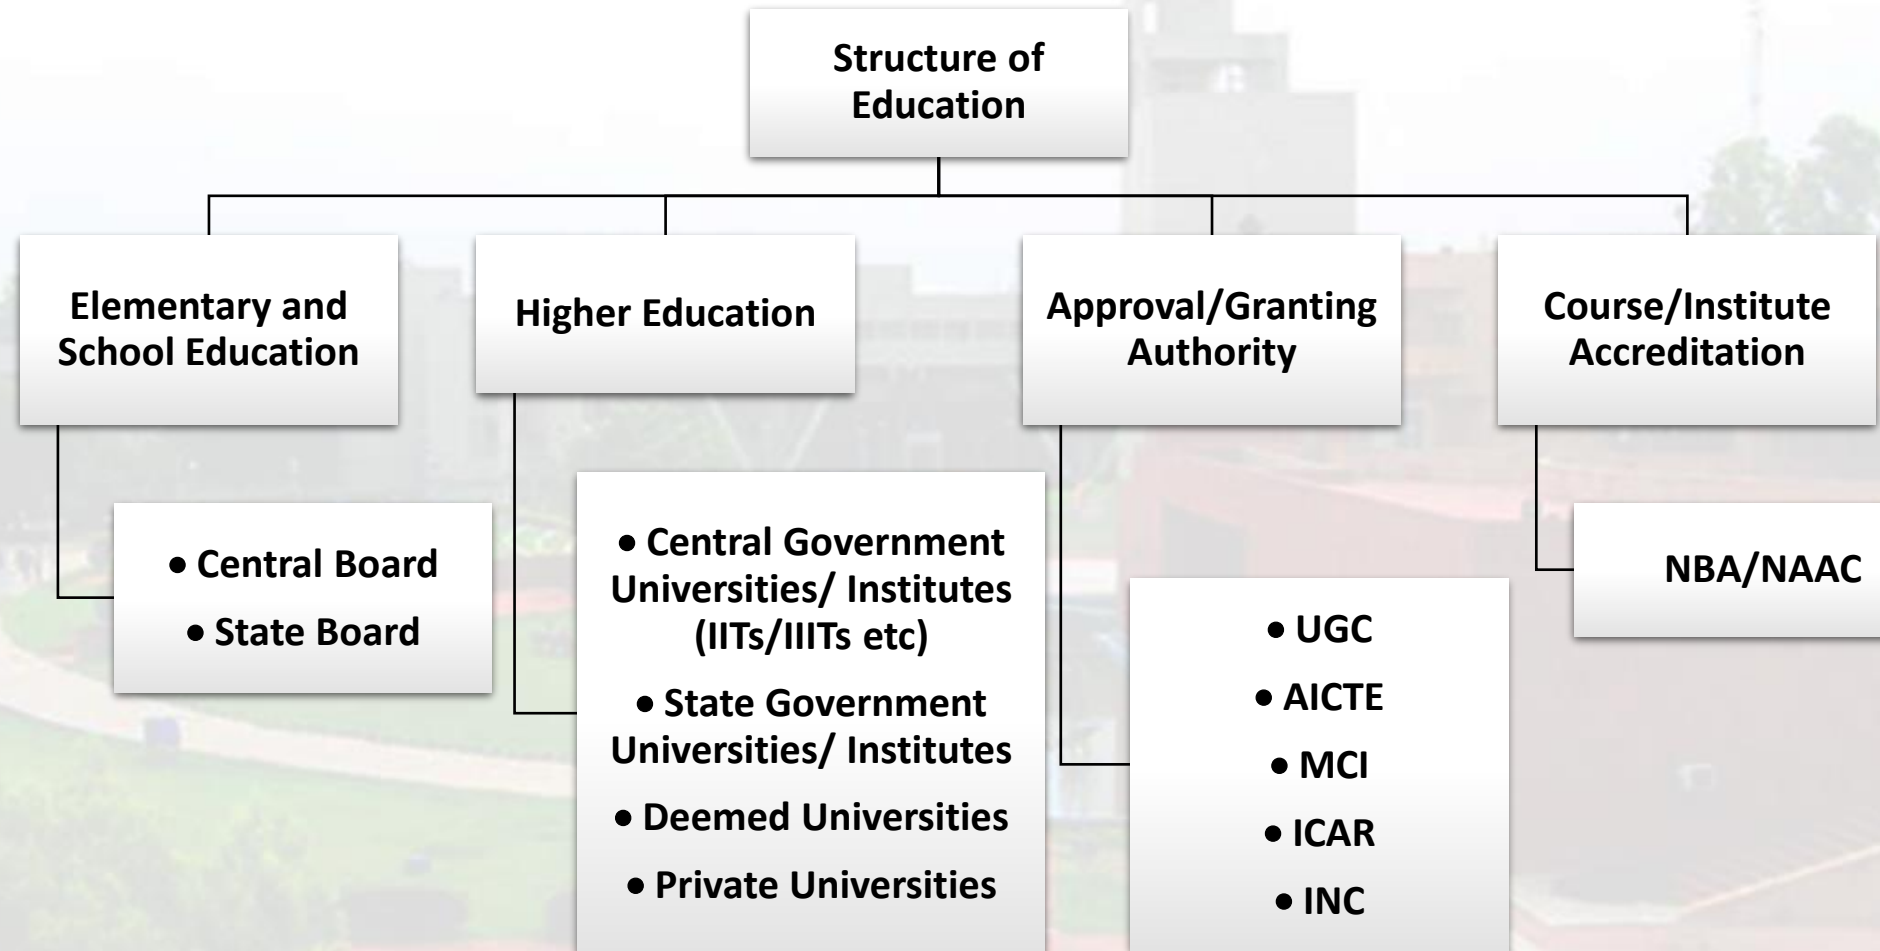 Structure of
Education
Elementary and
School Education
Higher Education
Approval/Granting
Authority
Course/Institute
Accreditation
• Central Board
• State Board
• Central Government
Universities/ Institutes
(IITs/IIITs etc)
• State Government
Universities/ Institutes
• Deemed Universities
• Private Universities
• UGC
• AICTE
• MCI
• ICAR
• INC
NBA/NAAC